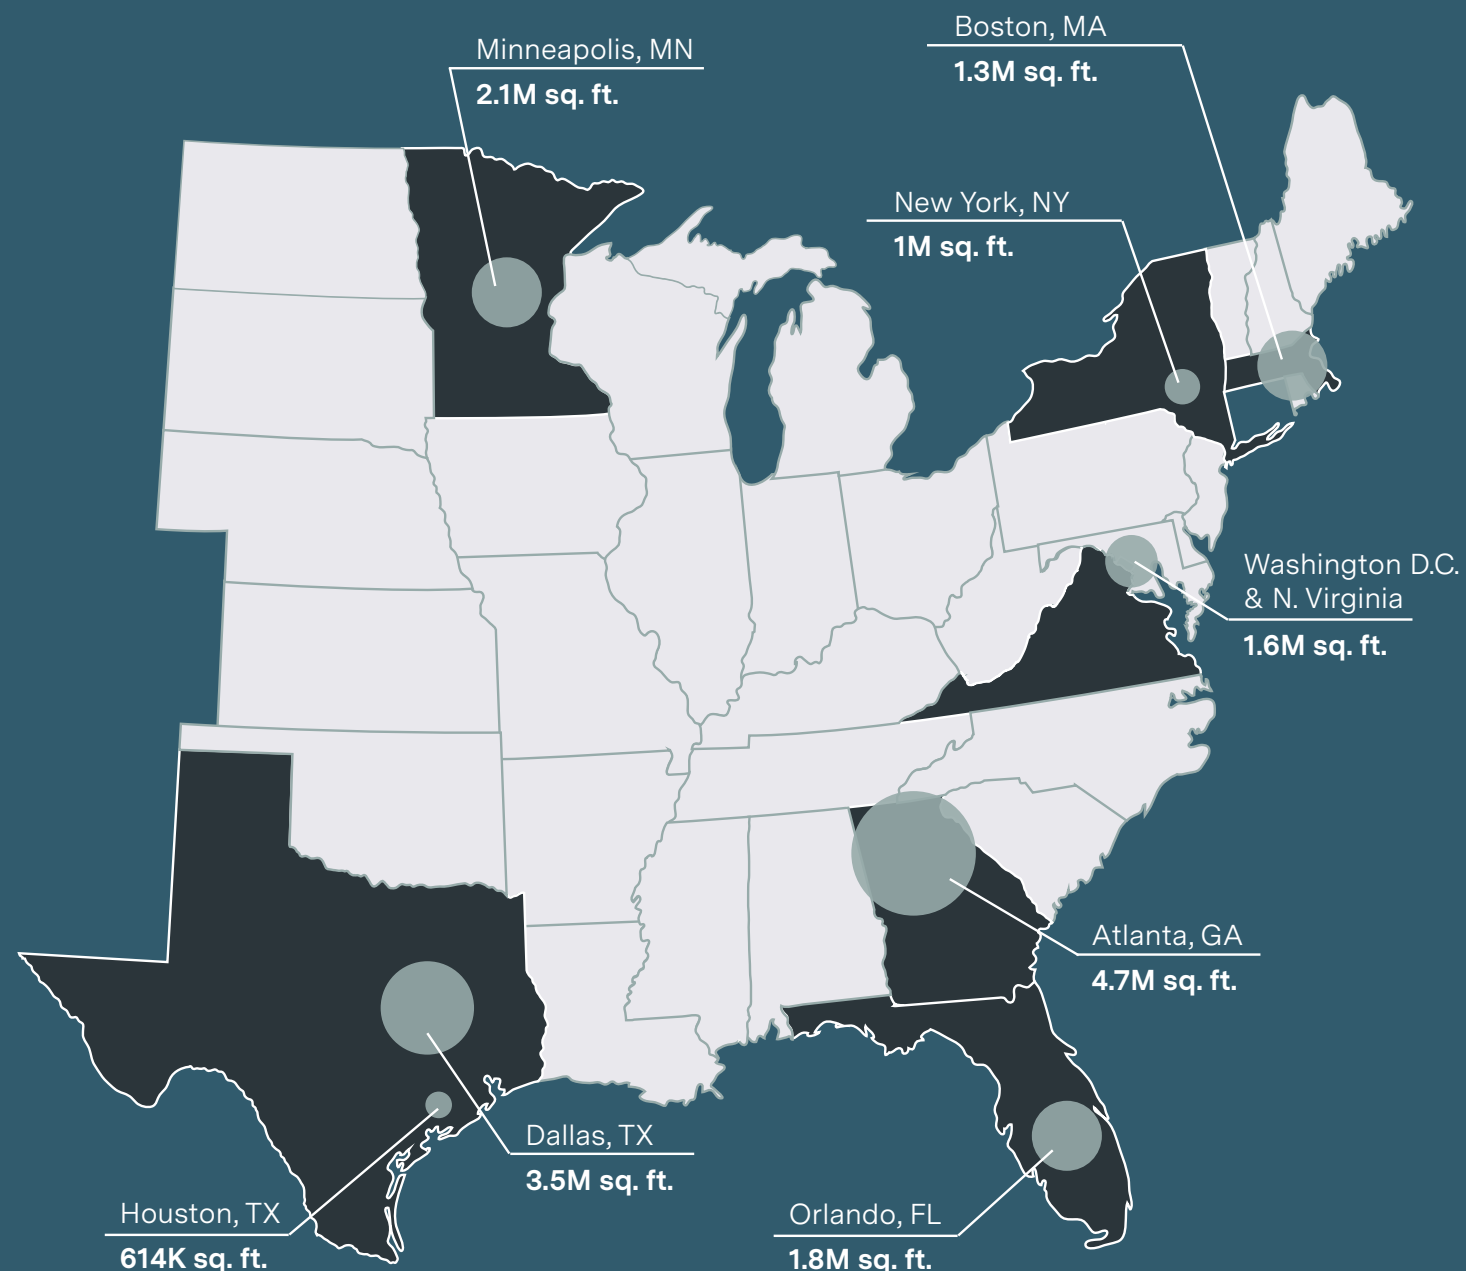 Boston, MA
1.3M sq. ft.
Minneapolis, MN
2.1M sq. ft.
New York, NY
1M sq. ft.
Washington D.C.
& N. Virginia
1.6M sq. ft.
Atlanta, GA
4.7M sq. ft.
Dallas, TX
3.5M sq. ft.
Houston, TX
614K sq. ft.
Orlando, FL
1.8M sq. ft.